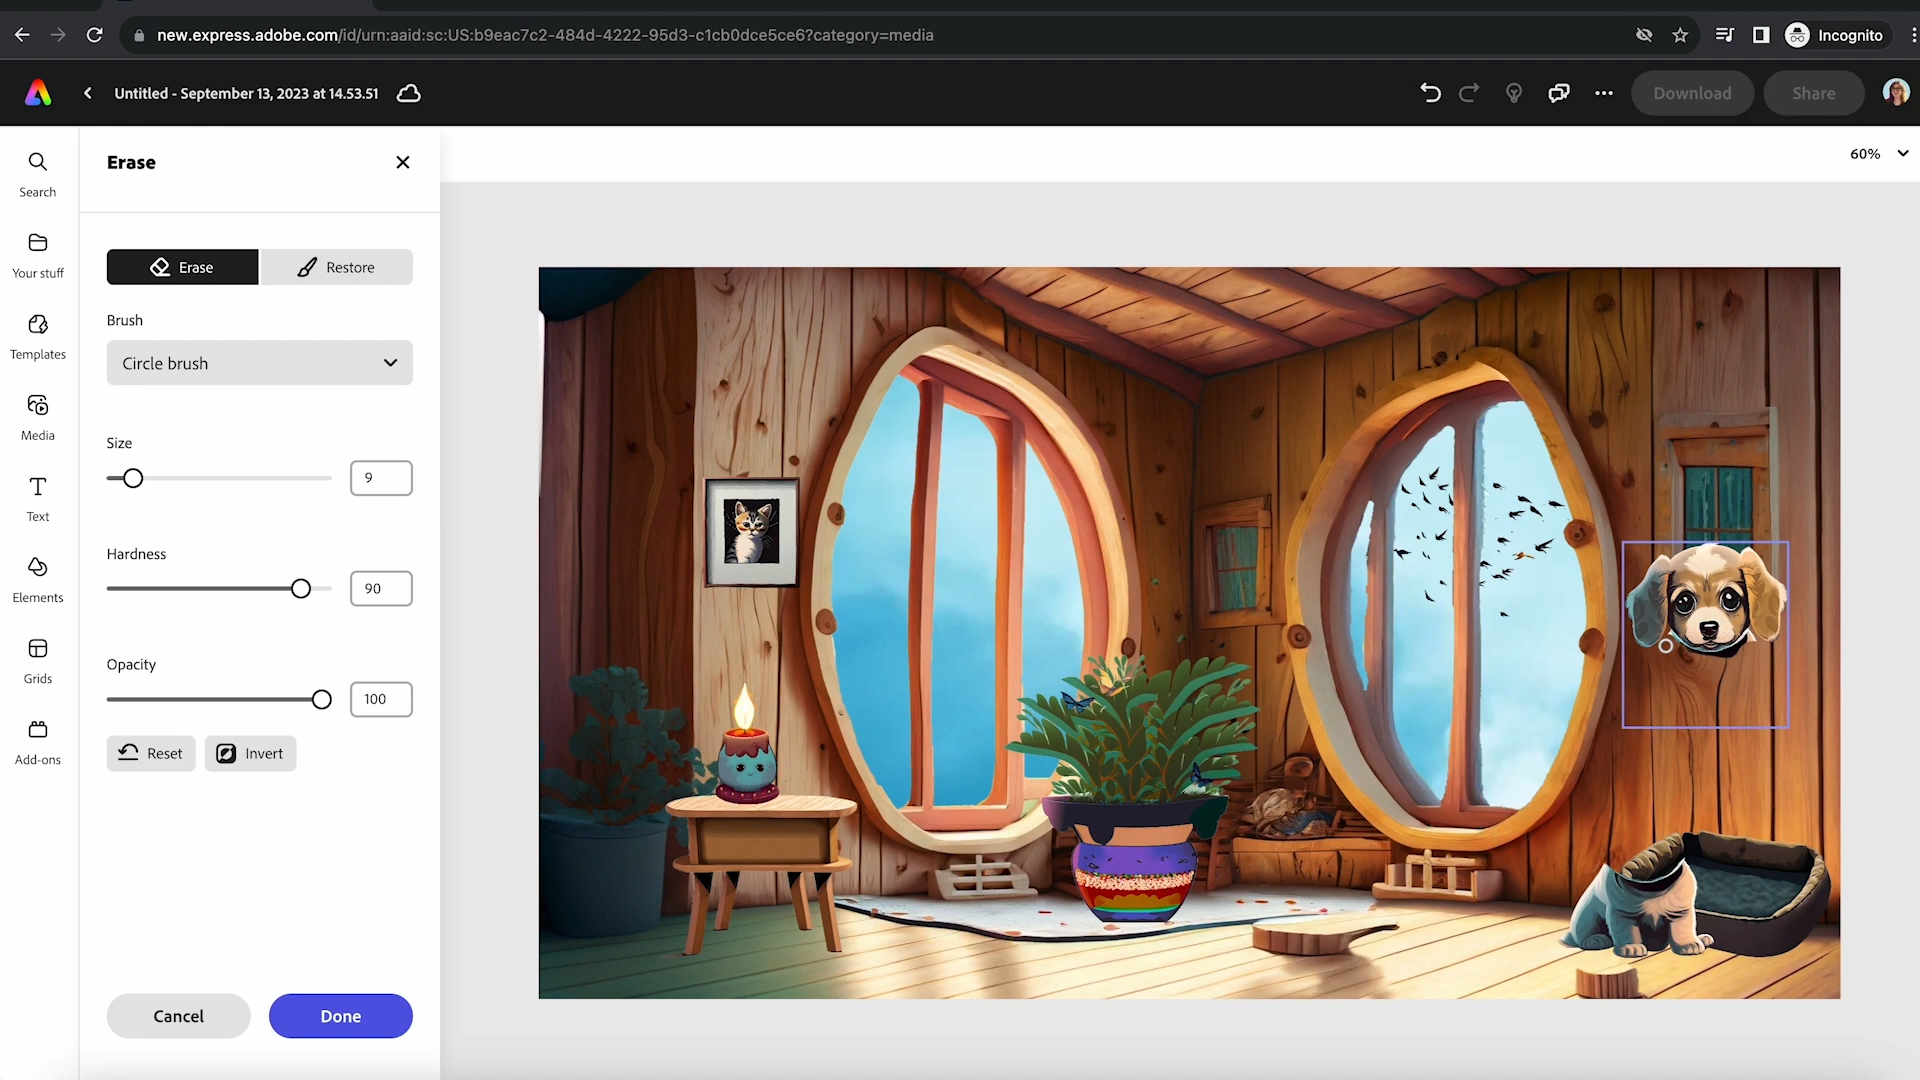 new.express.adobe.com/id/urn:aaid:sc:US:b9eac7c2-484d-4222-95d3-c1cb0dce5ce6?category=media
Incognito
Untitled - September 13, 2023 at 14.53.51
Download
Share
60%
Search
Your stuff
Templates
Media
Text
Elements
Grids
Add-ons
Erase
Erase
Restore
Brush
Circle brush
Size
9
Hardness
90
Opacity
100
Reset
Invert
Cancel
Done